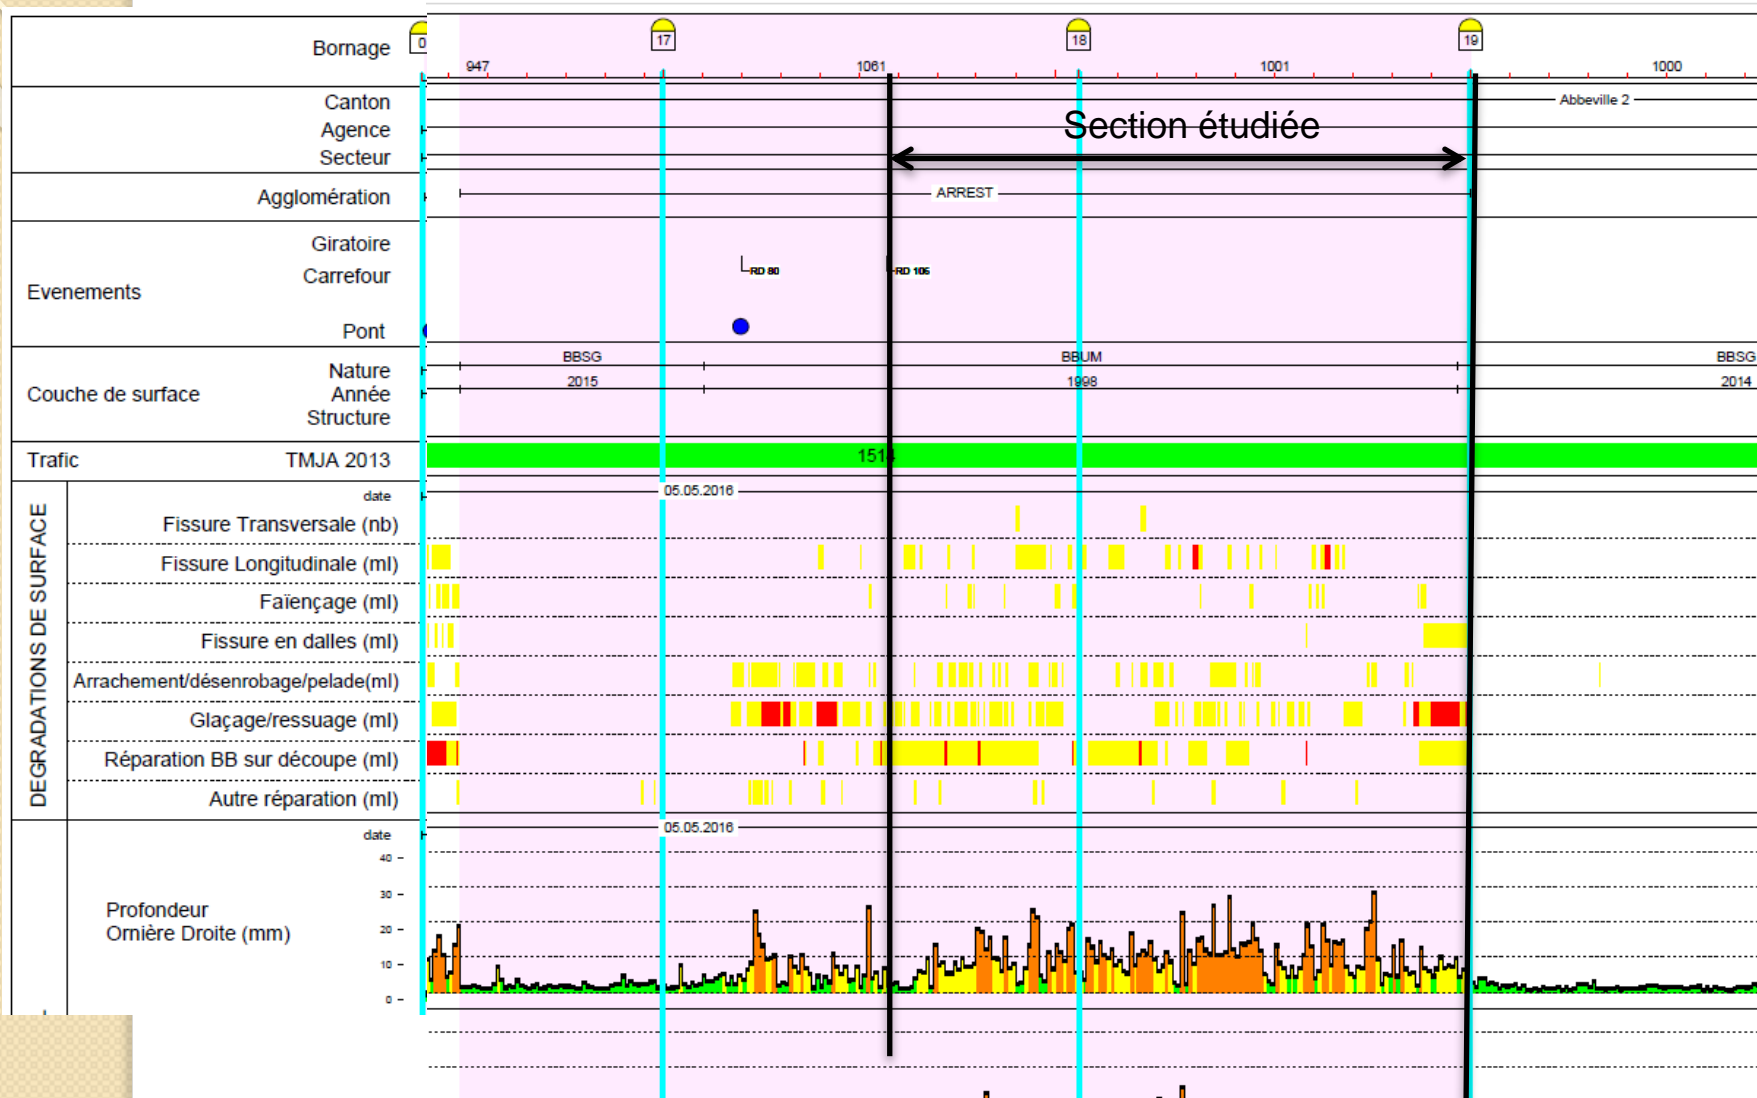 Bornage 0 17 18 19
947 1061 1001 1000
Canton Abbeville 2
Agence Section étudiée
Secteur
Agglomération ARREST
Giratoire
Carrefour RD 80 RD 106
Evenements
Pont
Nature BBSG BBUM BBSG
Couche de surface Année 2015 1998 2014
Structure
Trafic TMJA 2013 1514
DEGRADATIONS DE SURFACE
date 05.05.2016
Fissure Transversale (nb)
Fissure Longitudinale (ml)
Faïençage (ml)
Fissure en dalles (ml)
Arrachement/désenrobage/pelade(ml)
Glaçage/ressuage (ml)
Réparation BB sur découpe (ml)
Autre réparation (ml)
date 05.05.2016
40 -
30 -
Profondeur
Ornière Droite (mm) 20 -
10 -
0 -